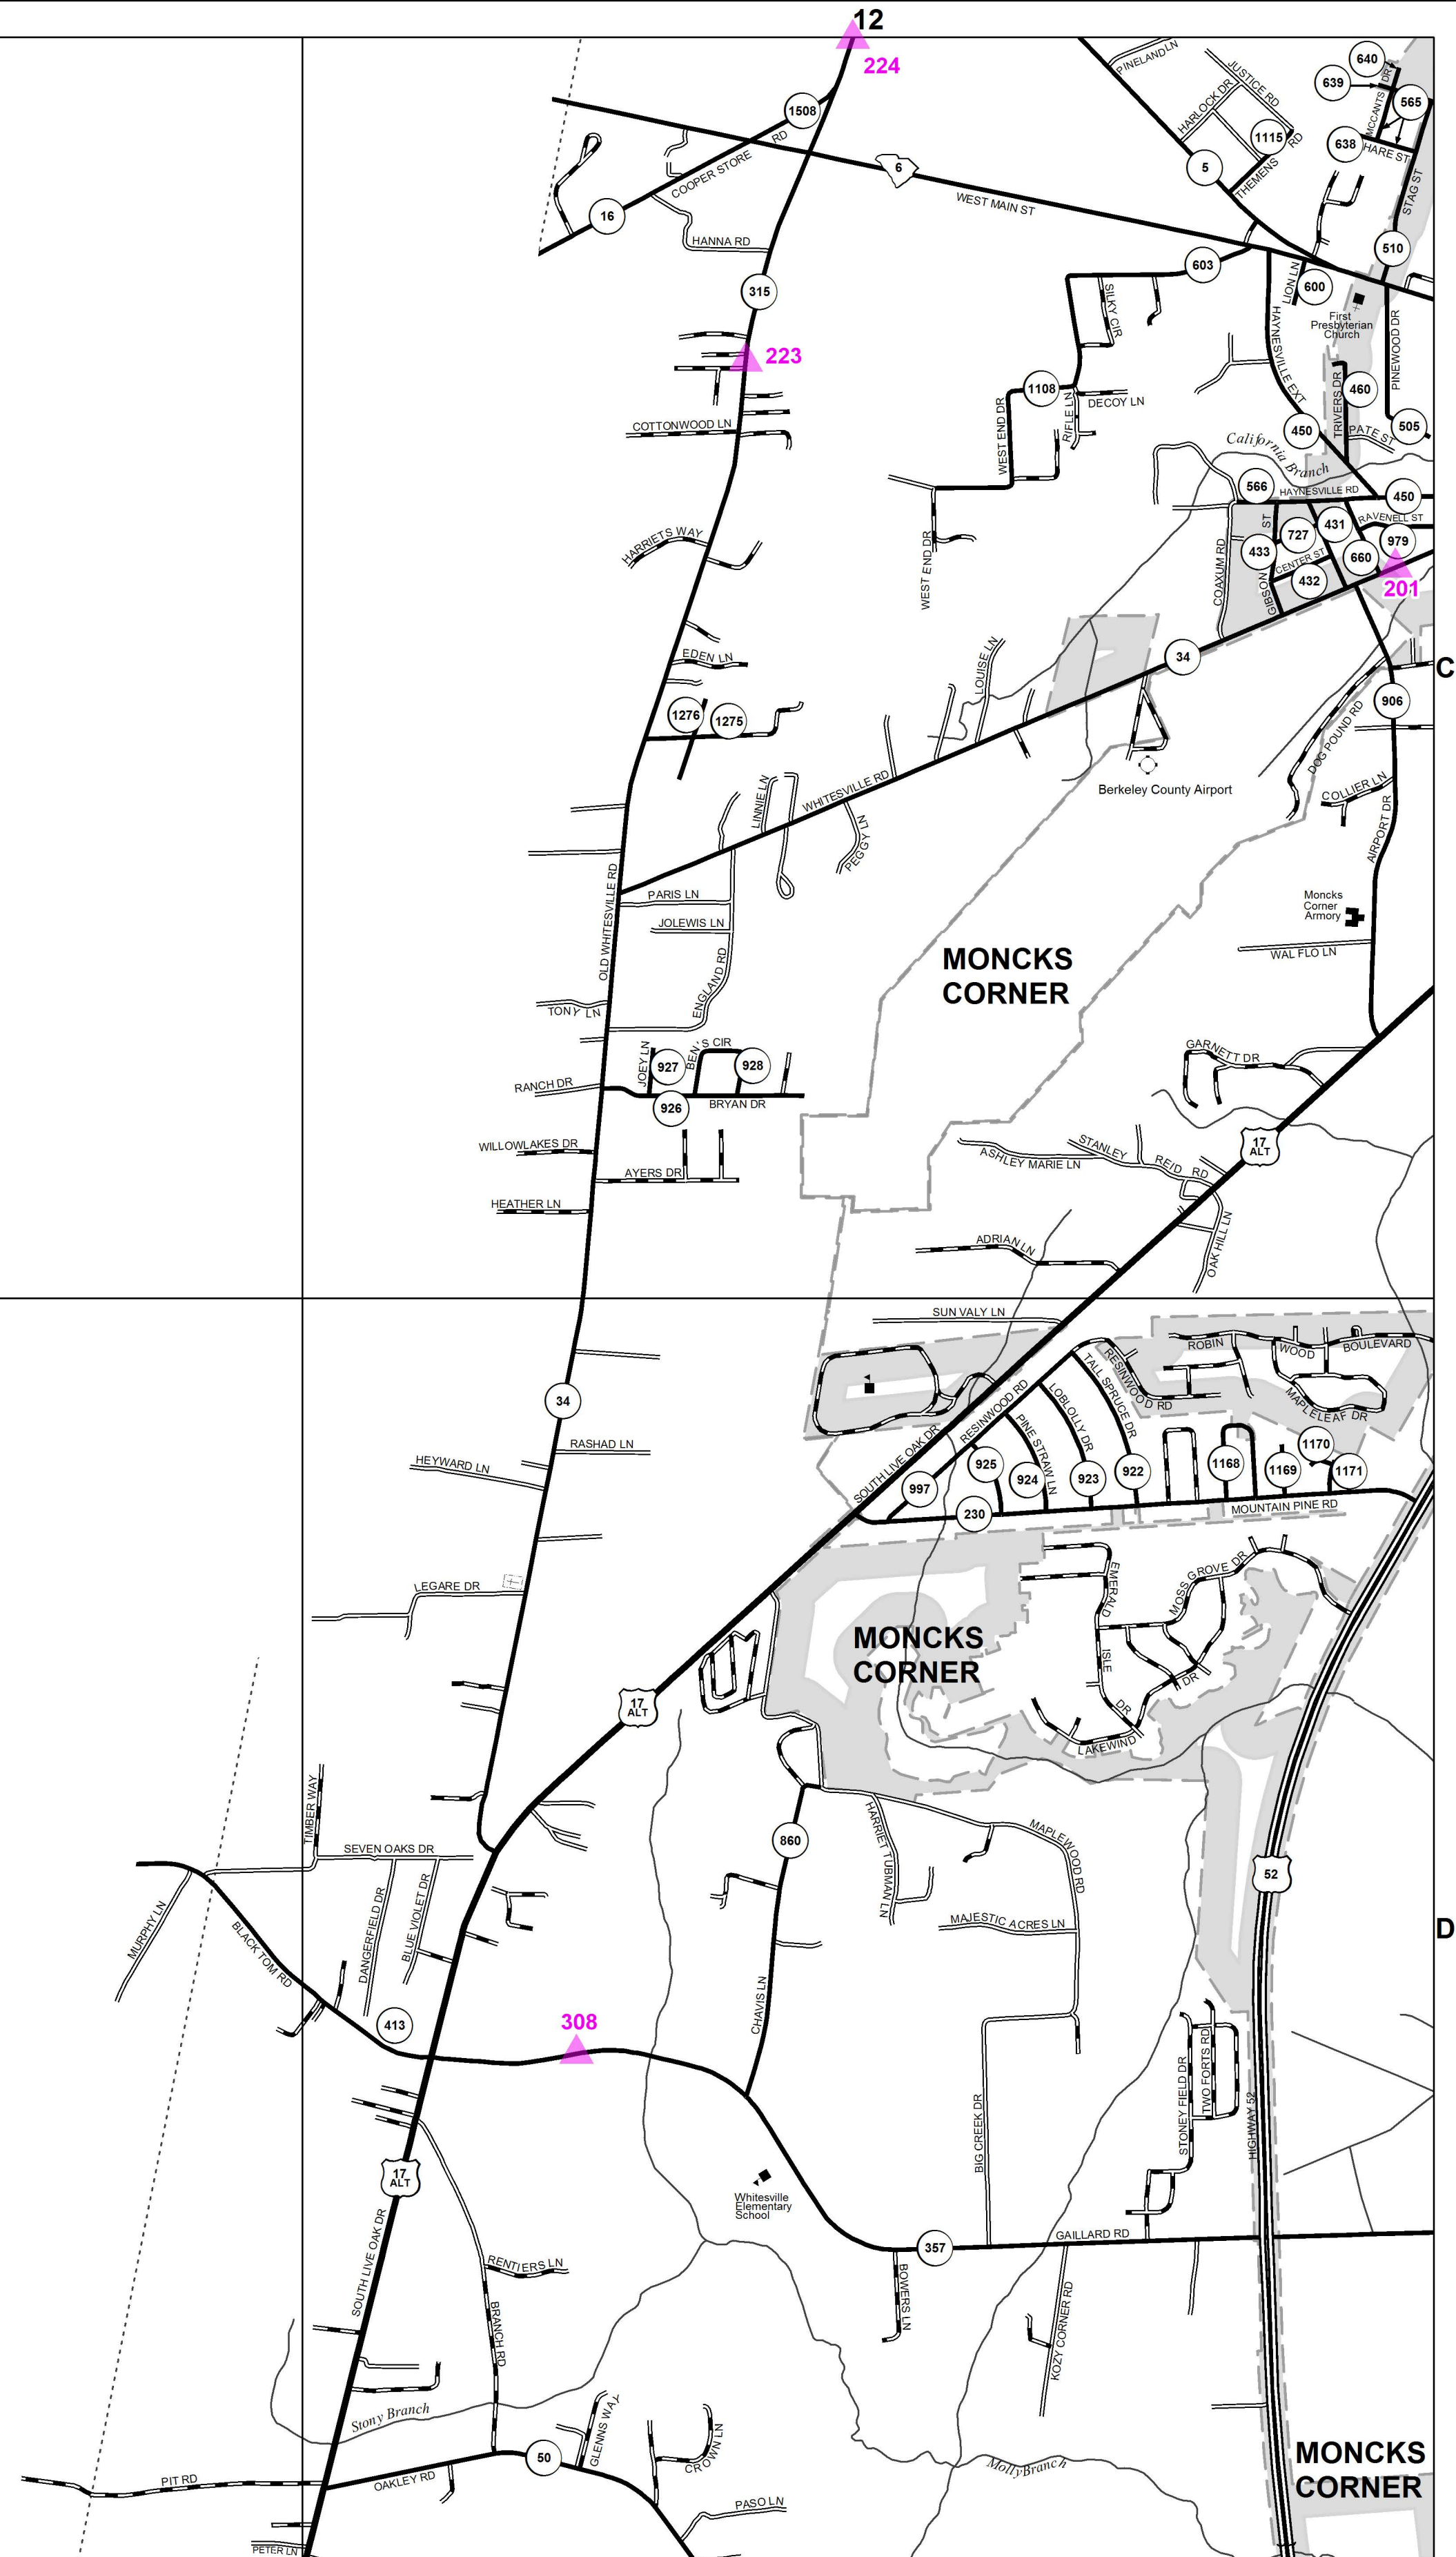 12
224
PINELAND LN
JUSTICE RD
HARLOCK DR
640
639
MCCANTS DR
565
1508
1115
638
HARE ST
COOPER STORE RD
6
5
THEMENS RD
STAG ST
WEST MAIN ST
16
HANNA RD
510
603
315
LION LN
600
SILKY CIR
First
Presbyterian
Church
HAYNESVILLE EXT
PINEWOOD DR
223
1108
DECOY LN
TRIVERS DR
460
COTTONWOOD LN
WEST END DR
RIFLE LN
450
PATE ST
505
California Branch
566
HAYNESVILLE RD
450
HARRIETS WAY
ST
727
431
RAVENELL ST
433
979
CENTER ST
660
WEST END DR
COAXUM RD
GIBSON
432
201
EDEN LN
LOUISE LN
34
C
1276
1275
906
DOG POUND RD
Berkeley County Airport
COLLIER LN
LINNIE LN
WHITESVILLE RD
PEGGY LN
AIRPORT DR
OLD WHITESVILLE RD
PARIS LN
Moncks
Corner
Armory
JOLEWIS LN
MONCKS
CORNER
WAL FLO LN
ENGLAND RD
TONY LN
JOEY LN
927
BEN'S CIR
928
GARNETT DR
RANCH DR
926
BRYAN DR
WILLOWLAKES DR
STANLEY REID RD
17
ALT
ASHLEY MARIE LN
AYERS DR
HEATHER LN
ADRIAN LN
OAK HILL LN
SUN VALY LN
ROBIN WOOD BOULEVARD
RESINWOOD RD
TALL SPRUCE DR
34
RESINWOOD RD
LOBLOLLY DR
MAPLELEAF DR
RASHAD LN
PINE STRAW LN
SOUTH LIVE OAK DR
HEYWARD LN
925
924
923
922
1168
1169
1170
1171
997
230
MOUNTAIN PINE RD
LEGARE DR
EMERALD ISLE DR
MOSS GROVE DR
MONCKS
CORNER
DR
17
ALT
LAKEWIND
TIMBER WAY
SEVEN OAKS DR
860
HARRIET TUBMAN LN
MAPLEWOOD RD
52
MURPHY LN
BLACK TOM RD
DANGERFIELD DR
BLUE VIOLET DR
MAJESTIC ACRES LN
D
CHAVIS LN
413
308
STONEY FIELD DR
TWO FORTS RD
HIGHWAY 52
BIG CREEK DR
17
ALT
Whitesville
Elementary
School
SOUTH LIVE OAK DR
357
GAILLARD RD
RENTIERS LN
BOWERS LN
BRANCH RD
KOZY CORNER RD
Stony Branch
GLENNS WAY
CROWN LN
50
MONCKS
CORNER
PIT RD
OAKLEY RD
Molly Branch
PASO LN
PETER LN